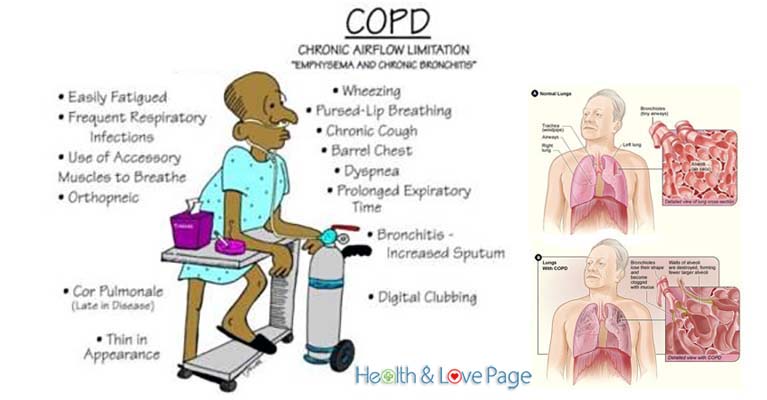 COPD
CHRONIC AIRFLOW LIMITATION
"EMPHYSEMA AND CHRONIC BRONCHITIS"
• Easily Fatigued
• Frequent Respiratory
Infections
• Use of Accessory
Muscles to Breathe
• Orthopneic
• Cor Pulmonale
(Late in Disease)
• Thin in
Appearance
• Wheezing
• Pursed-Lip Breathing
• Chronic Cough
• Barrel Chest
• Dyspnea
• Prolonged Expiratory
Time
• Bronchitis -
Increased Sputum
• Digital Clubbing
TISSUES
Health & Love Page
A Normal Lungs
Bronchioles
(tiny airways)
Trachea
(windpipe)
Airways
Right
lung
Left lung
Alveoli
(air sacs)
Detailed view of lung cross-section
B Lungs
With COPD
Bronchioles
lose their shape
and
become
clogged
with mucus
Walls of alveoli
are destroyed, forming
fewer larger alveoli
Detailed view with COPD